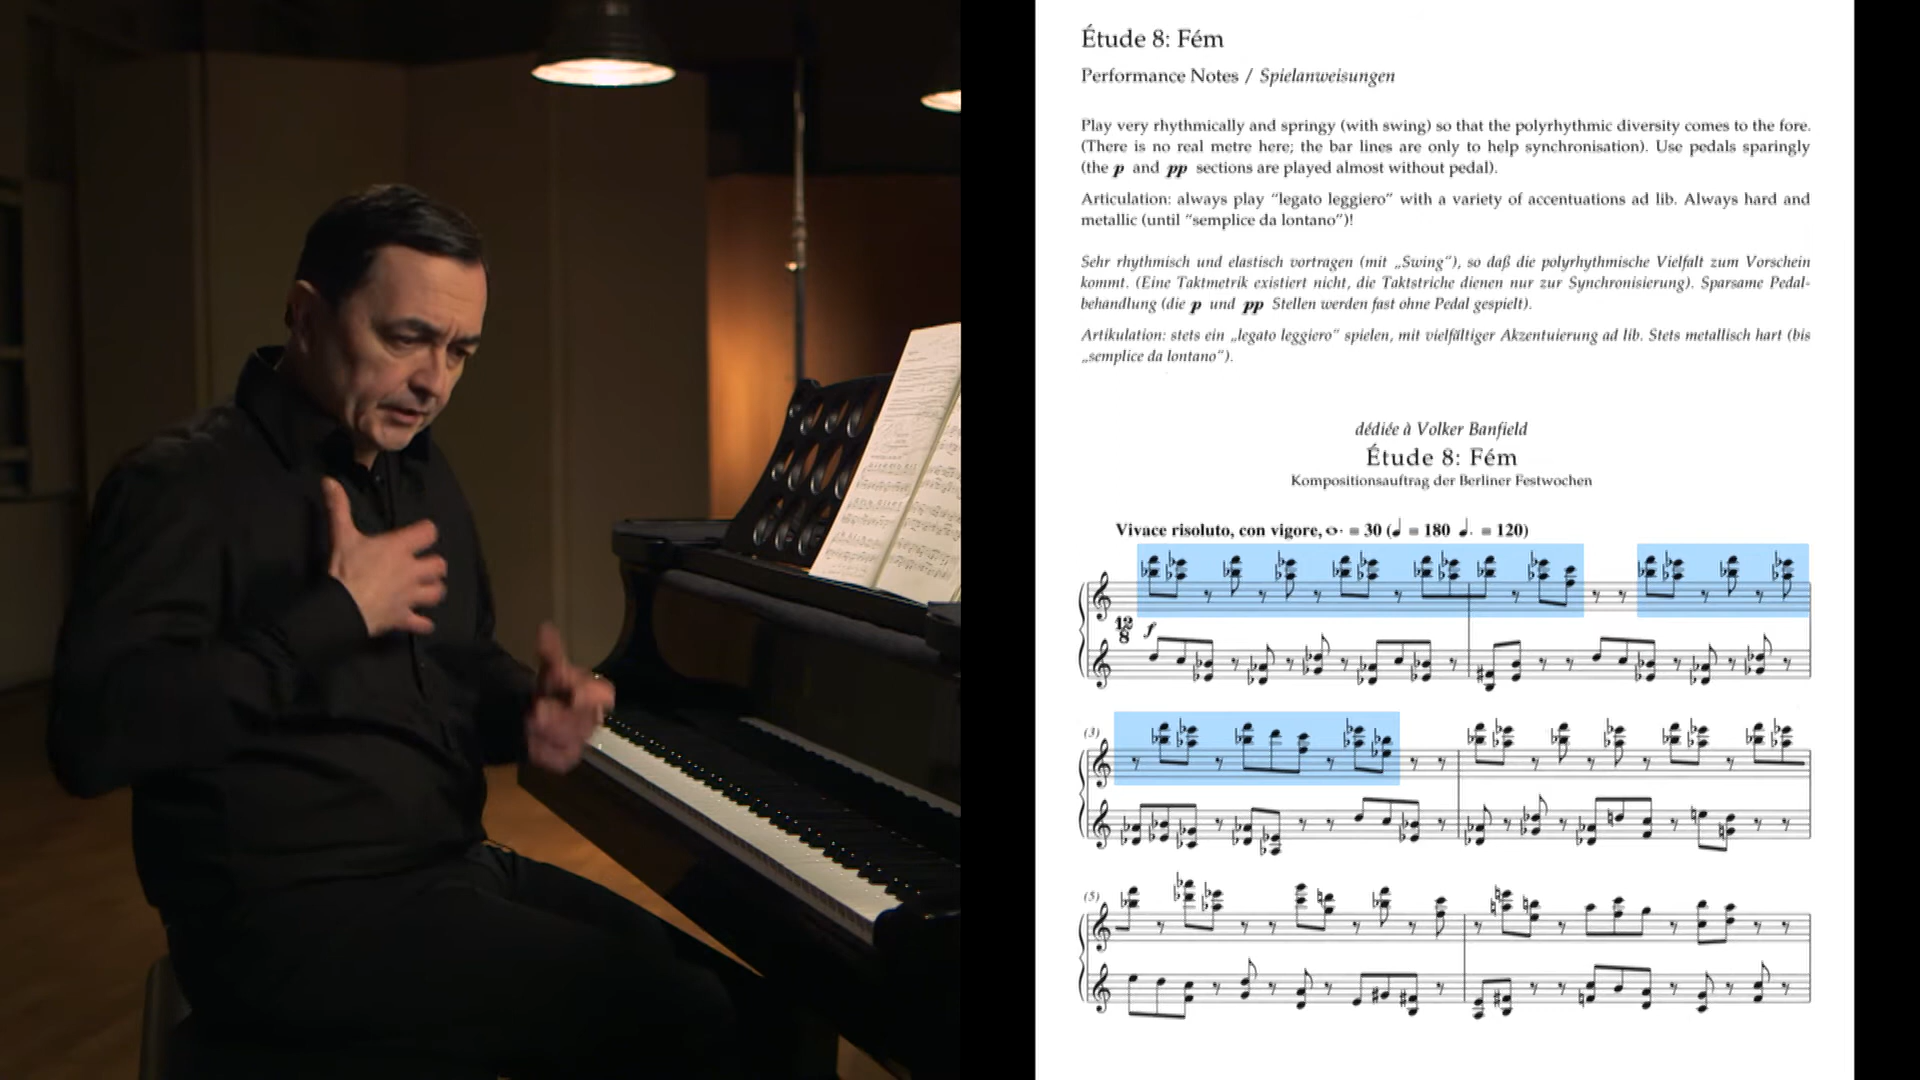 Étude 8: Fém
Performance Notes / Spielanweisungen
Play very rhythmically and springy (with swing) so that the polyrhythmic diversity comes to the fore.
(There is no real metre here; the bar lines are only to help synchronisation). Use pedals sparingly
(the p and pp sections are played almost without pedal).
Articulation: always play “legato leggiero” with a variety of accentuations ad lib. Always hard and
metallic (until “semplice da lontano”)!
Sehr rhythmisch und elastisch vortragen (mit „Swing“), so daß die polyrhythmische Vielfalt zum Vorschein
kommt. (Eine Taktmetrik existiert nicht, die Taktstriche dienen nur zur Synchronisierung). Sparsame Pedal-
behandlung (die p und pp Stellen werden fast ohne Pedal gespielt).
Artikulation: stets ein „legato leggiero“ spielen, mit vielfältiger Akzentuierung ad lib. Stets metallisch hart (bis
„semplice da lontano“).
dédiée à Volker Banfield
Étude 8: Fém
Kompositionsauftrag der Berliner Festwochen
Vivace risoluto, con vigore, 𝅝. = 30 (♩ = 180 ♩. = 120)
12
8
f
(3)
(5)